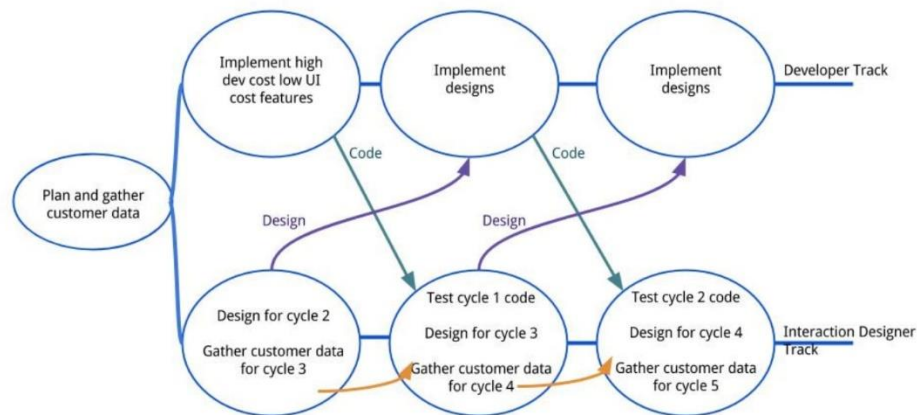 Implement high
dev cost low UI
cost features
Implement
designs
Implement
designs
Developer Track
Code
Code
Plan and gather
customer data
Design
Design
Design for cycle 2
Gather customer data
for cycle 3
Test cycle 1 code
Design for cycle 3
Gather customer data
for cycle 4
Test cycle 2 code
Design for cycle 4
Gather customer data
for cycle 5
Interaction Designer
Track